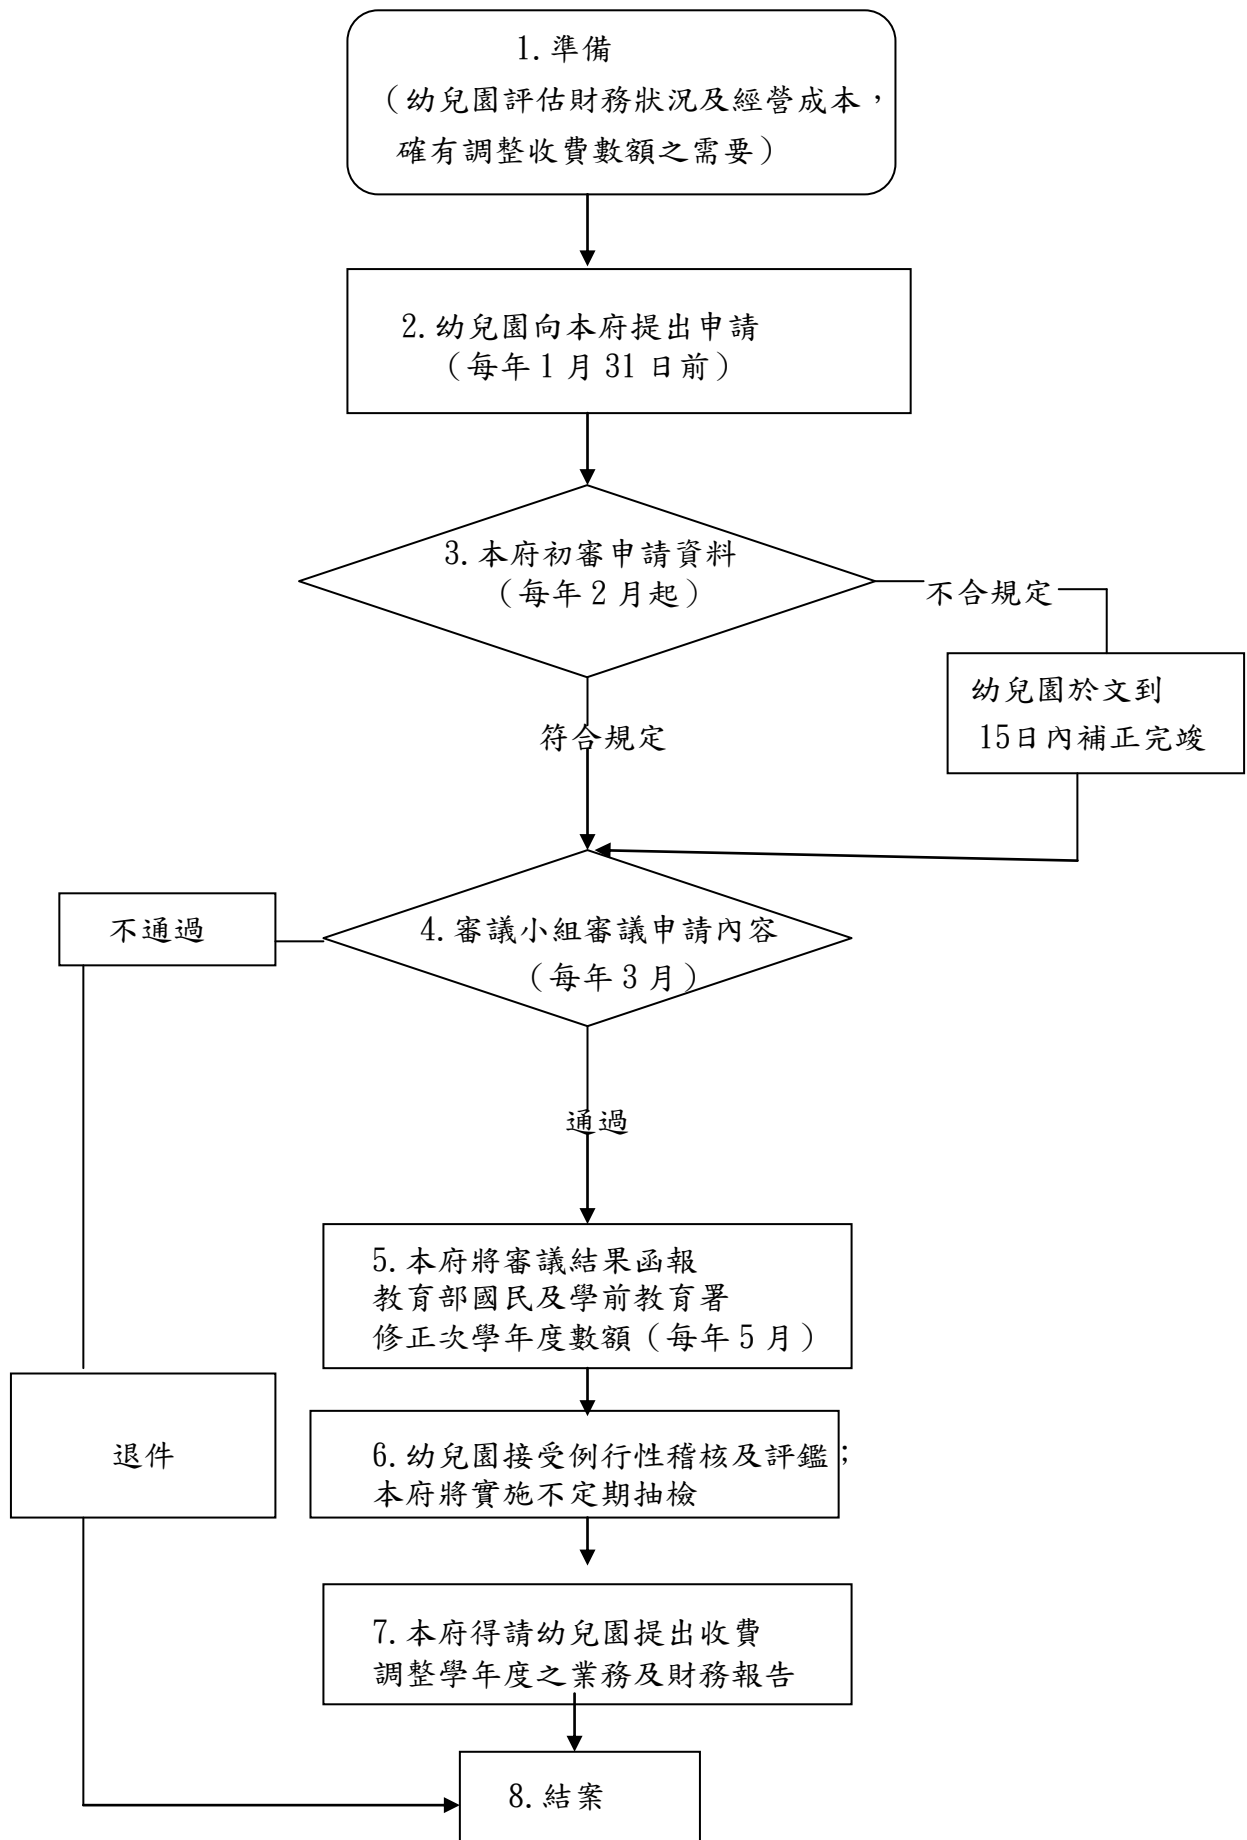 1.準備
（幼兒園評估財務狀況及經營成本，
確有調整收費數額之需要）
2.幼兒園向本府提出申請
（每年1月31日前）
3.本府初審申請資料
（每年2月起）
不合規定
幼兒園於文到
15日內補正完竣
符合規定
不通過
4.審議小組審議申請內容
（每年3月）
通過
5.本府將審議結果函報
教育部國民及學前教育署
修正次學年度數額（每年5月）
退件
6.幼兒園接受例行性稽核及評鑑；
本府將實施不定期抽檢
7.本府得請幼兒園提出收費
調整學年度之業務及財務報告
8.結案